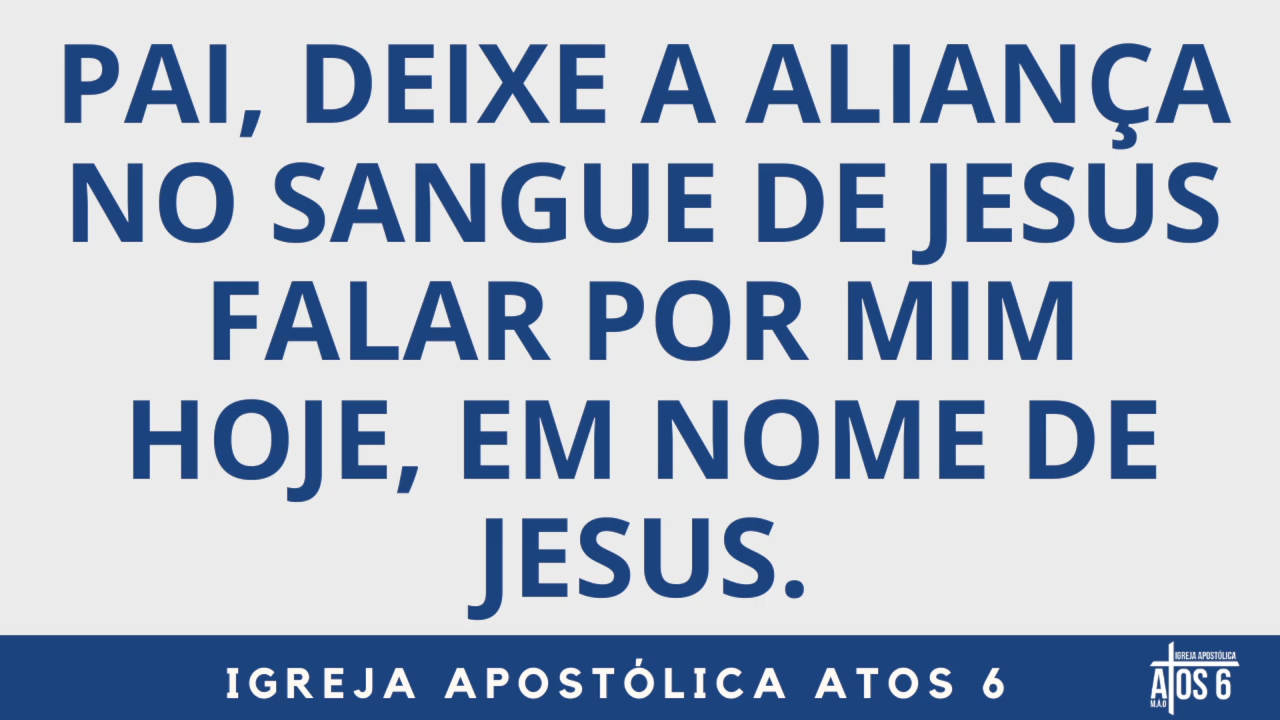 PAI, DEIXE A ALIANÇA
NO SANGUE DE JESUS
FALAR POR MIM
HOJE, EM NOME DE
JESUS.
IGREJA APOSTÓLICA ATOS 6
IGREJA APOSTÓLICA
ATOS 6
M.A.O